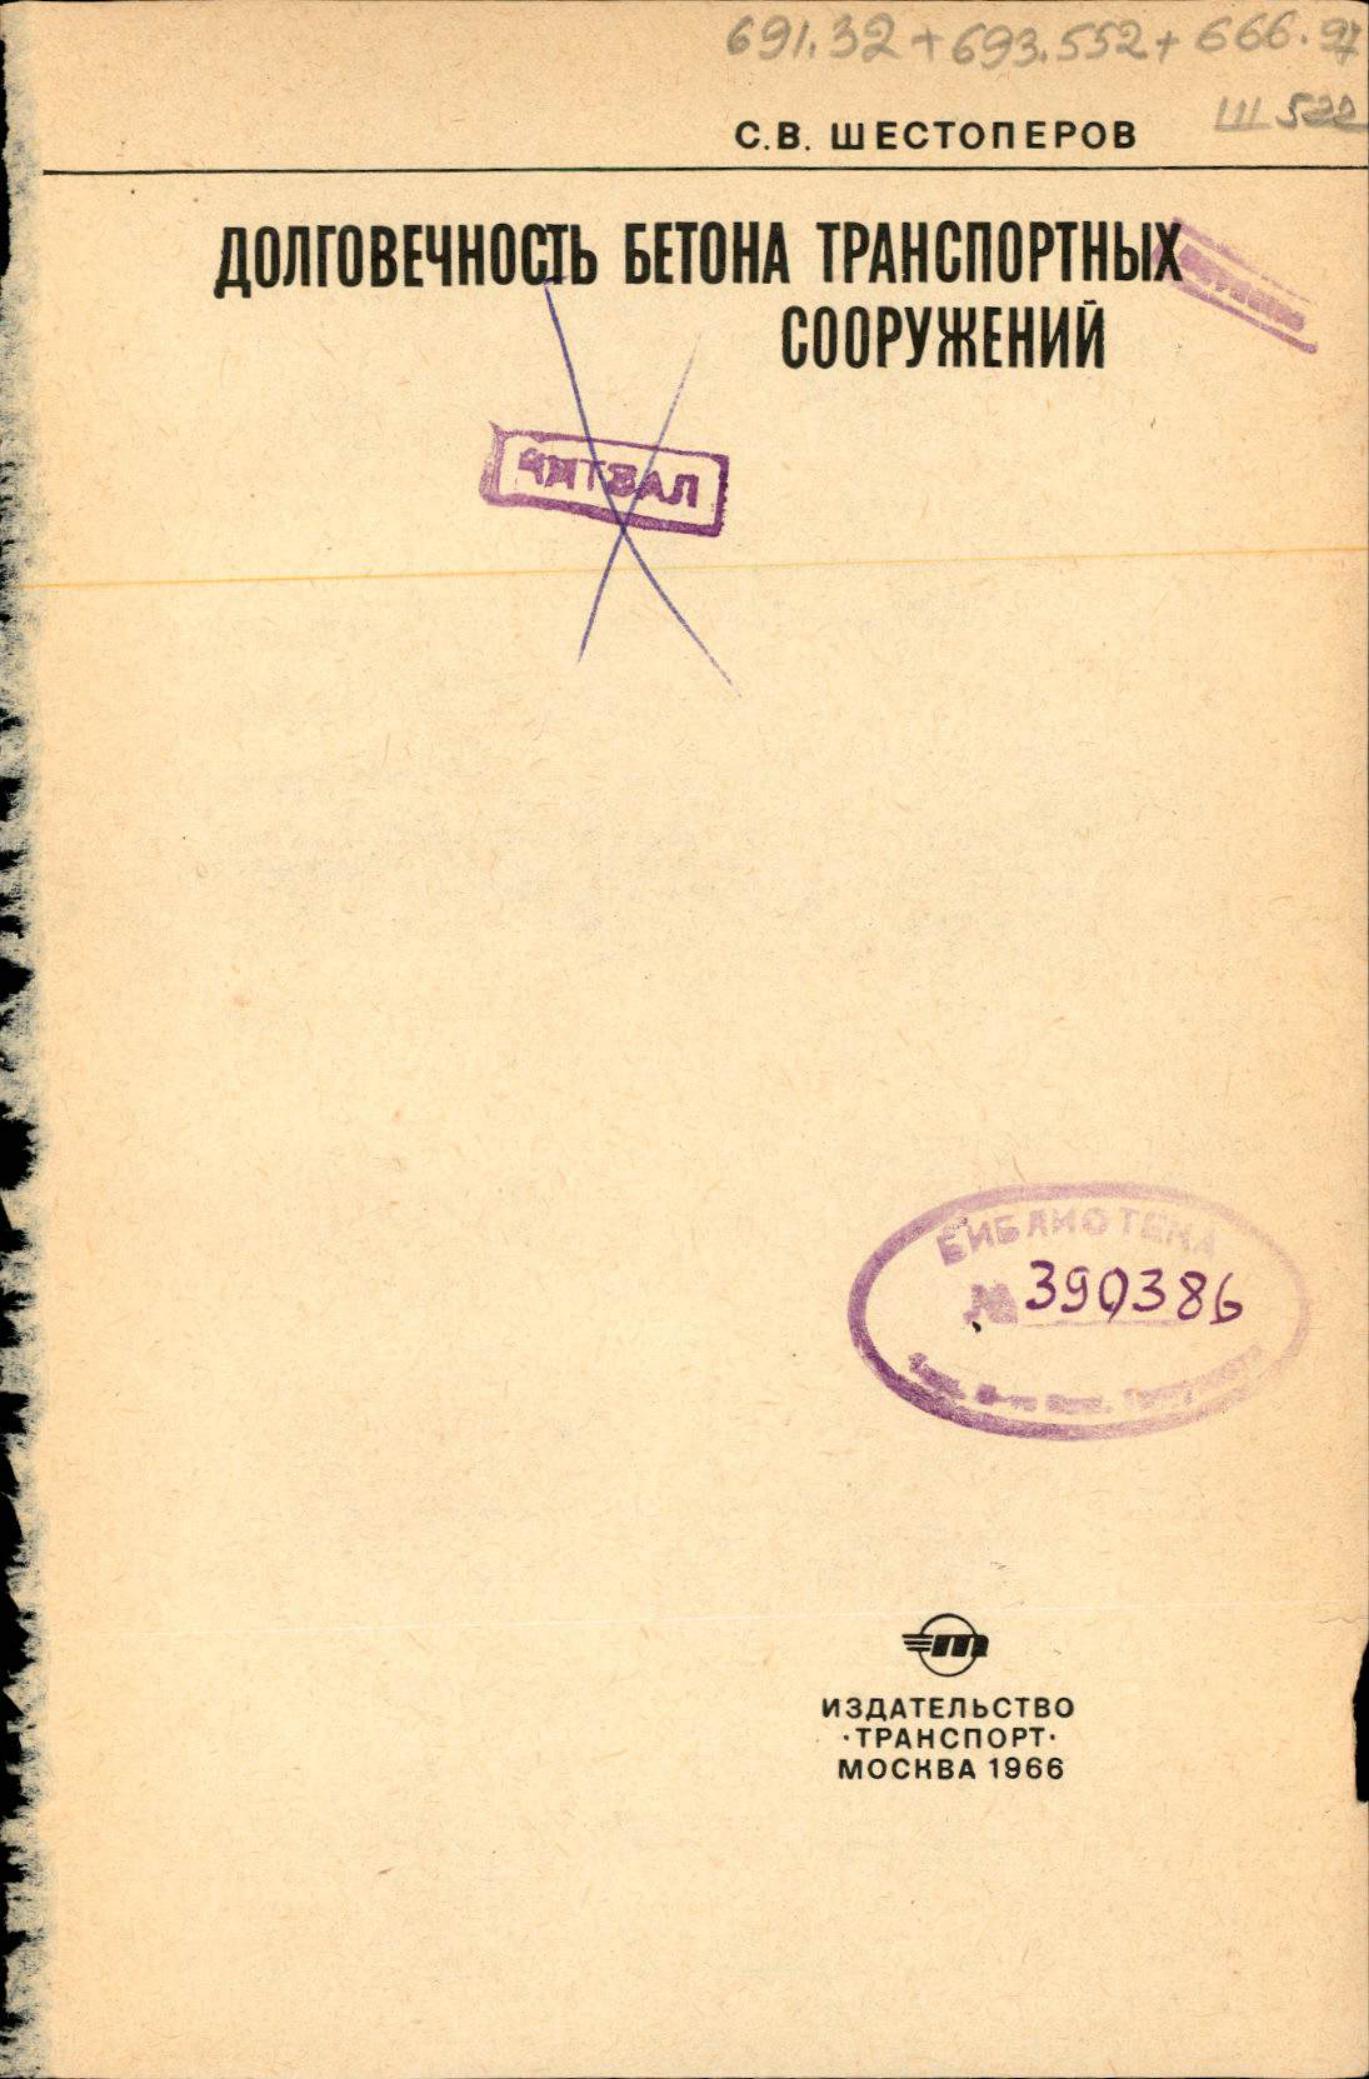 691.32 + 693.552 + 666.97
Ш 522
С.В. ШЕСТОПЕРОВ
ДОЛГОВЕЧНОСТЬ БЕТОНА ТРАНСПОРТНЫХ
СООРУЖЕНИЙ
ЧИТЗАЛ
БИБЛИОТЕКА
№ 390386
ИЗДАТЕЛЬСТВО
·ТРАНСПОРТ·
МОСКВА 1966